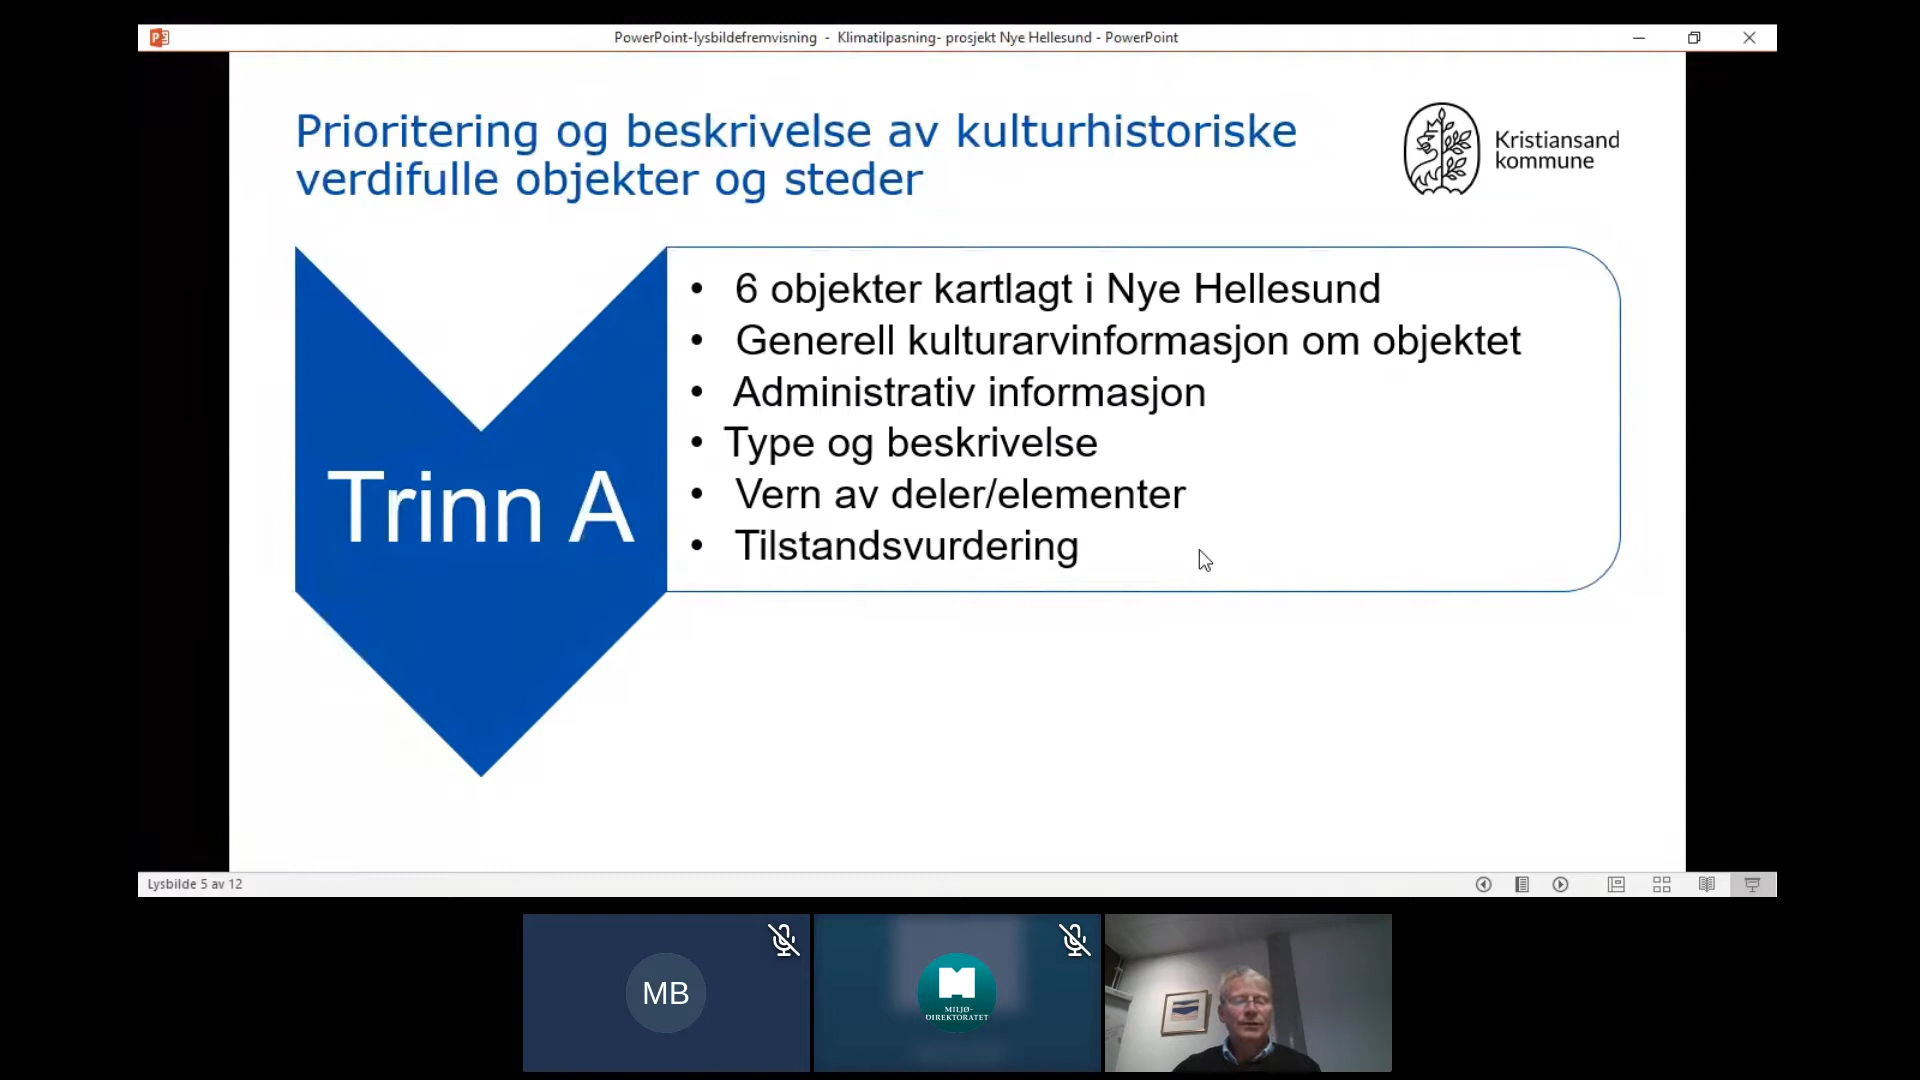 PowerPoint-lysbildefremvisning - Klimatilpasning- prosjekt Nye Hellesund - PowerPoint
Prioritering og beskrivelse av kulturhistoriske
verdifulle objekter og steder
Kristiansand
kommune
Trinn A
• 6 objekter kartlagt i Nye Hellesund
• Generell kulturarvinformasjon om objektet
• Administrativ informasjon
• Type og beskrivelse
• Vern av deler/elementer
• Tilstandsvurdering
Lysbilde 5 av 12
MB
MILJØ-
DIREKTORATET